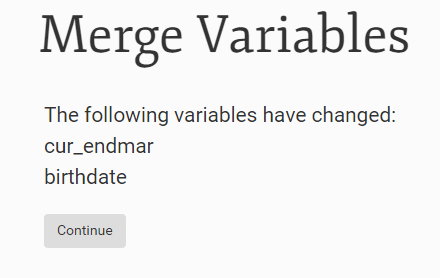 Merge Variables
The following variables have changed:
cur_endmar
birthdate
Continue